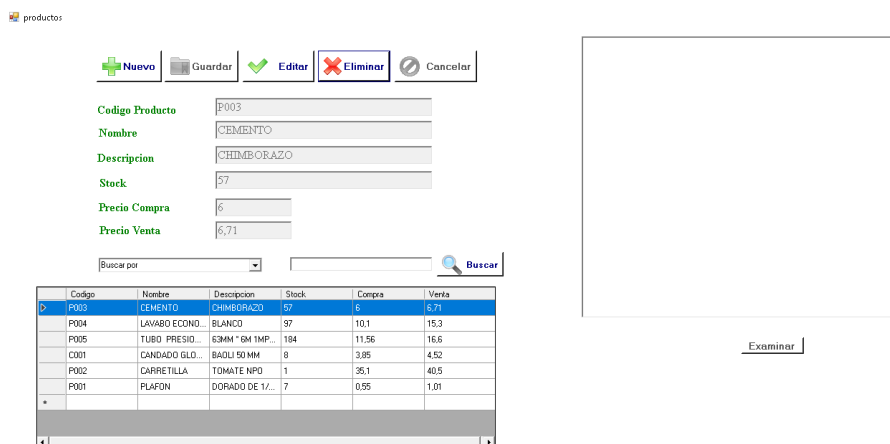 productos
Nuevo Guardar Editar Eliminar Cancelar
Codigo Producto P003
Nombre CEMENTO
Descripcion CHIMBORAZO
Stock 57
Precio Compra 6
Precio Venta 6,71
Buscar por Buscar
Codigo Nombre Descripcion Stock Compra Venta
P003 CEMENTO CHIMBORAZO 57 6 6,71
P004 LAVABO ECONO... BLANCO 97 10,1 15,3
P005 TUBO PRESIO... 63MM * 6M 1MP... 184 11,56 16,6
C001 CANDADO GLO... BAOLI 50 MM 8 3,85 4,52
P002 CARRETILLA TOMATE NPO 1 35,1 40,5
P001 PLAFON DORADO DE 1/... 7 0,55 1,01
Examinar